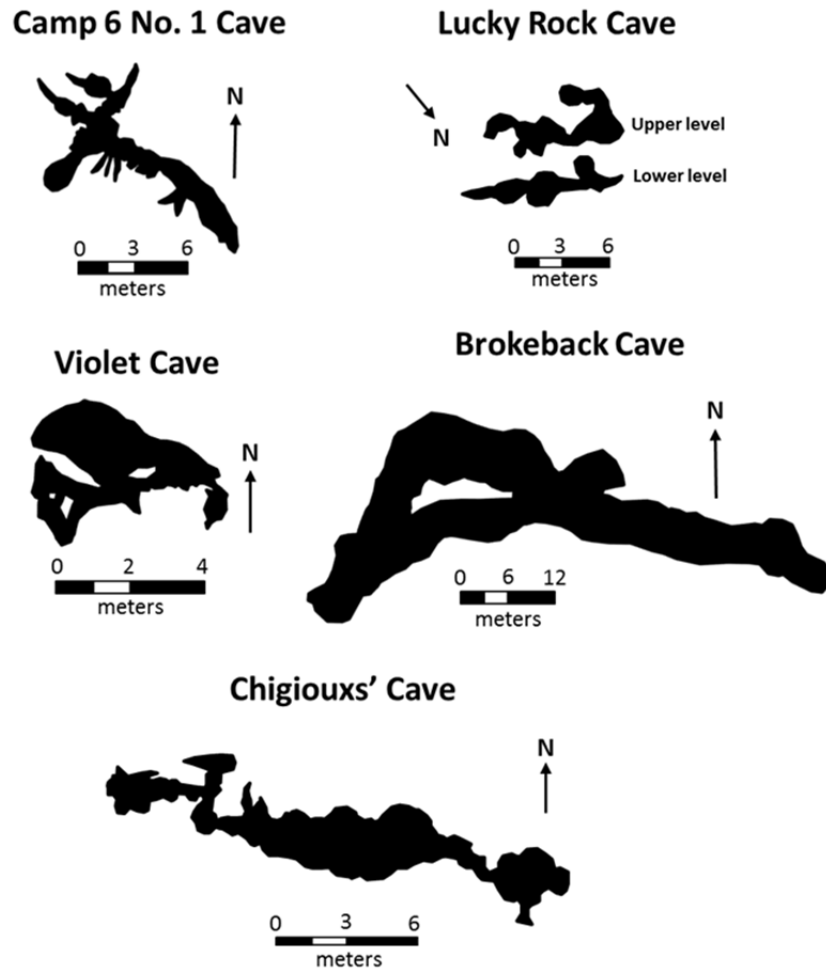 Camp 6 No. 1 Cave
N
0 3 6
meters
Lucky Rock Cave
N
Upper level
Lower level
0 3 6
meters
Violet Cave
N
0 2 4
meters
Brokeback Cave
N
0 6 12
meters
Chigiouxs’ Cave
N
0 3 6
meters